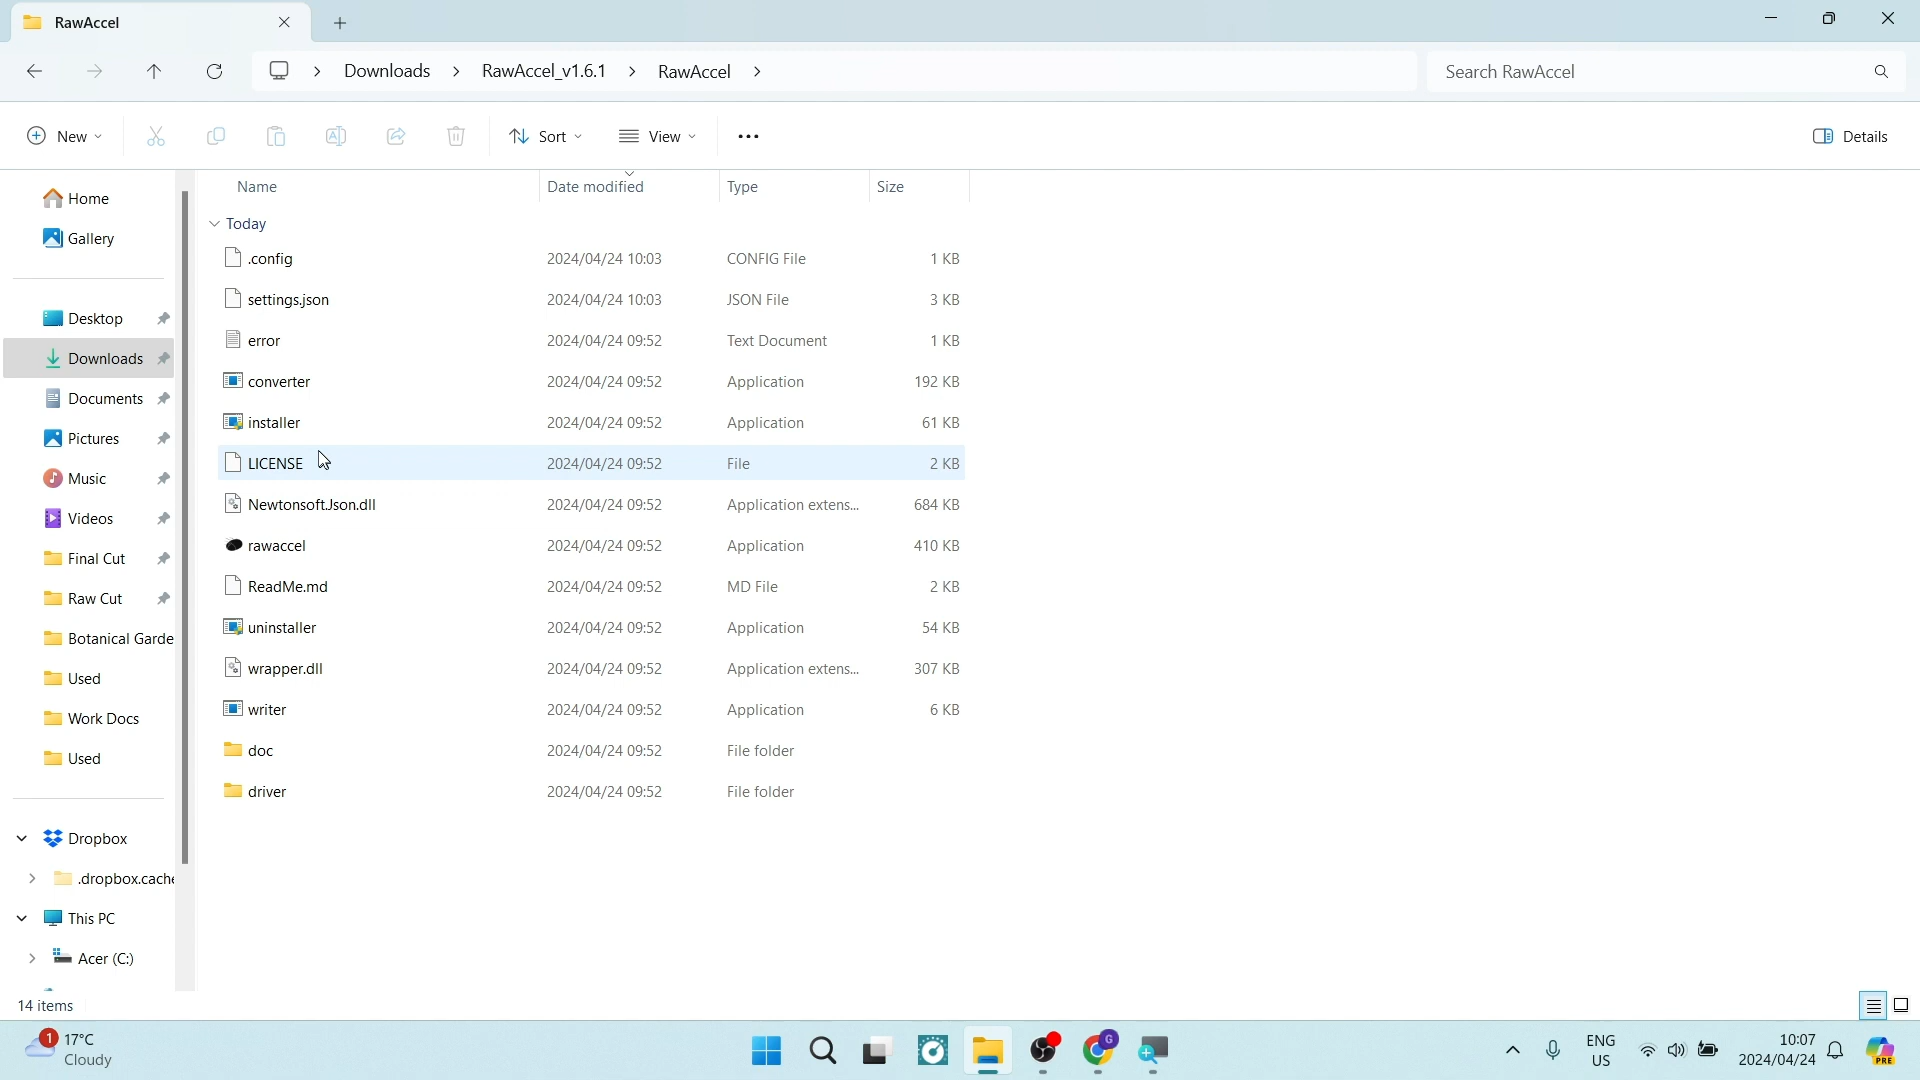 RawAccel
Downloads RawAccel_v1.6.1 RawAccel
Search RawAccel
New Sort View Details
Name Date modified Type Size
Today
.config 2024/04/24 10:03 CONFIG File 1 KB
settings.json 2024/04/24 10:03 JSON File 3 KB
error 2024/04/24 09:52 Text Document 1 KB
converter 2024/04/24 09:52 Application 192 KB
installer 2024/04/24 09:52 Application 61 KB
LICENSE 2024/04/24 09:52 File 2 KB
Newtonsoft.Json.dll 2024/04/24 09:52 Application extens... 684 KB
rawaccel 2024/04/24 09:52 Application 410 KB
ReadMe.md 2024/04/24 09:52 MD File 2 KB
uninstaller 2024/04/24 09:52 Application 54 KB
wrapper.dll 2024/04/24 09:52 Application extens... 307 KB
writer 2024/04/24 09:52 Application 6 KB
doc 2024/04/24 09:52 File folder
driver 2024/04/24 09:52 File folder
Home
Gallery
Desktop
Downloads
Documents
Pictures
Music
Videos
Final Cut
Raw Cut
Botanical Garde
Used
Work Docs
Used
Dropbox
.dropbox.cache
This PC
Acer (C:)
14 items
1
17°C
Cloudy
G
ENG
US
10:07
2024/04/24
PRE